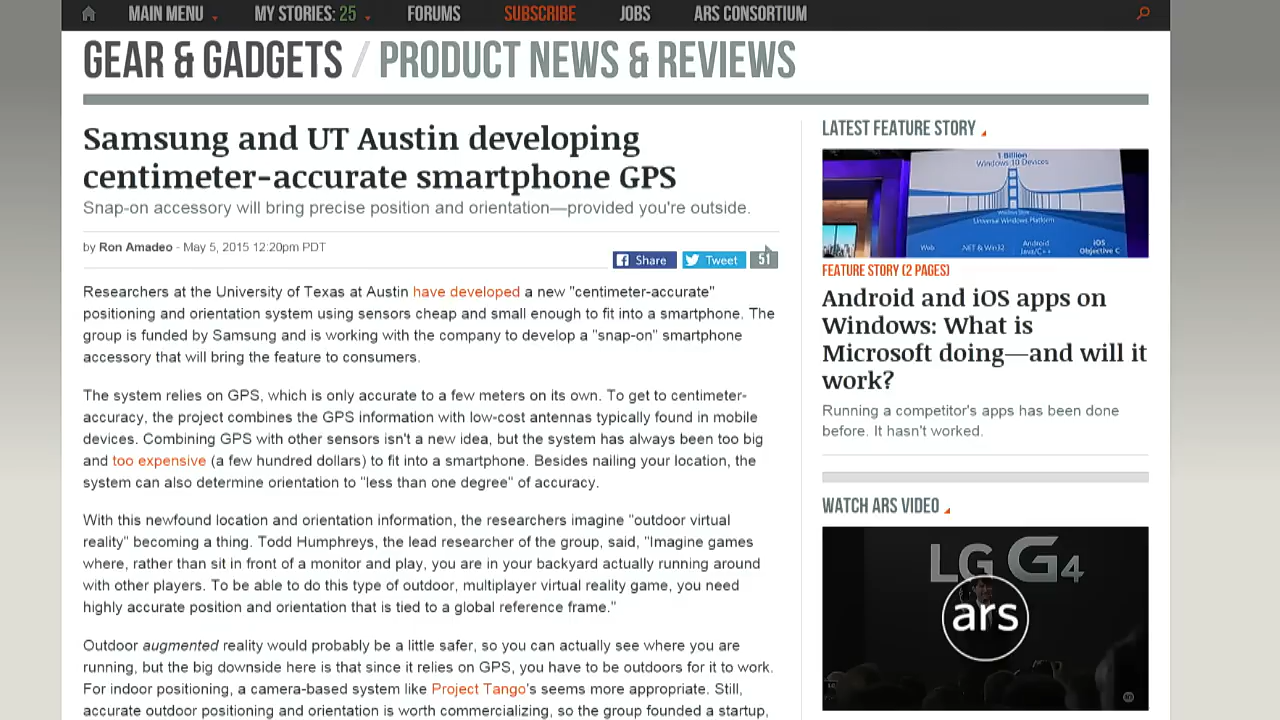 MAIN MENU
MY STORIES: 25
FORUMS
SUBSCRIBE
JOBS
ARS CONSORTIUM
GEAR & GADGETS / PRODUCT NEWS & REVIEWS
Samsung and UT Austin developing
centimeter-accurate smartphone GPS
Snap-on accessory will bring precise position and orientation—provided you're outside.
by Ron Amadeo - May 5, 2015 12:20pm PDT
Share
Tweet
51
Researchers at the University of Texas at Austin have developed a new "centimeter-accurate"
positioning and orientation system using sensors cheap and small enough to fit into a smartphone. The
group is funded by Samsung and is working with the company to develop a "snap-on" smartphone
accessory that will bring the feature to consumers.
The systems relies on GPS, which is only accurate to a few meters on its own. To get to centimeter-
accuracy, the project combines the GPS information with low-cost antennas typically found in mobile
devices. Combining GPS with other sensors isn't a new idea, but the system has always been too big
and too expensive (a few hundred dollars) to fit into a smartphone. Besides nailing your location, the
system can also determine orientation to "less than one degree" of accuracy.
With this newfound location and orientation information, the researchers imagine "outdoor virtual
reality" becoming a thing. Todd Humphreys, the lead researcher of the group, said, "Imagine games
where, rather than sit in front of a monitor and play, you are in your backyard actually running around
with other players. To be able to do this type of outdoor, multiplayer virtual reality game, you need
highly accurate position and orientation that is tied to a global reference frame."
Outdoor augmented reality would probably be a little safer, so you can actually see where you are
running, but the big downside here is that since it relies on GPS, you have to be outdoors for it to work.
For indoor positioning, a camera-based system like Project Tango's seems more appropriate. Still,
accurate outdoor positioning and orientation is worth commercializing, so the group founded a startup,
LATEST FEATURE STORY
1 Billion
Windows 10 Devices
Windows Store
Universal Windows Platform
Web
.NET & Win32
Android
Java/C++
iOS
Objective C
FEATURE STORY (2 PAGES)
Android and iOS apps on
Windows: What is
Microsoft doing—and will it
work?
Running a competitor's apps has been done
before. It hasn't worked.
WATCH ARS VIDEO
LG G4
ars